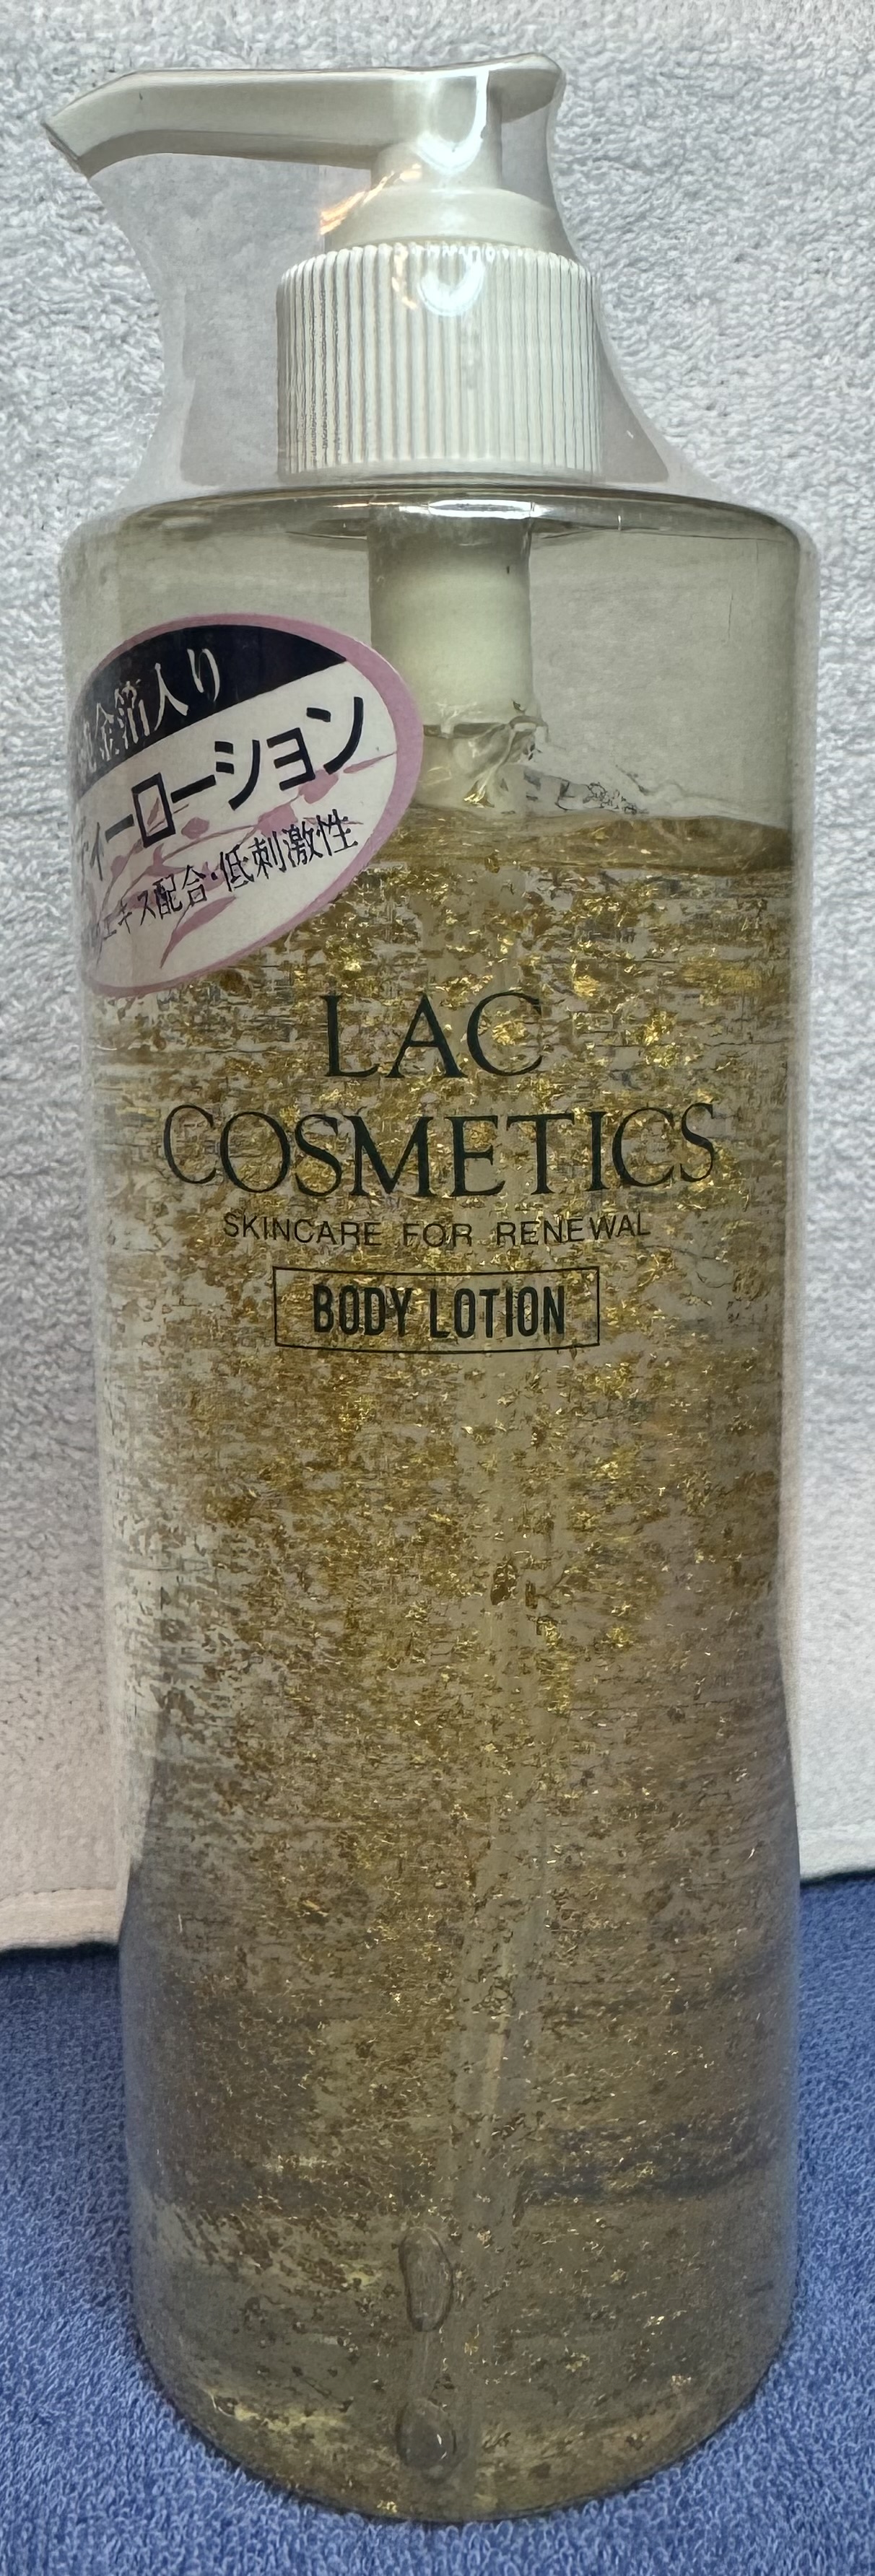 金箔入り
ディーローション
エキス配合・低刺激性
LAC
COSMETICS
SKINCARE FOR RENEWAL
BODY LOTION